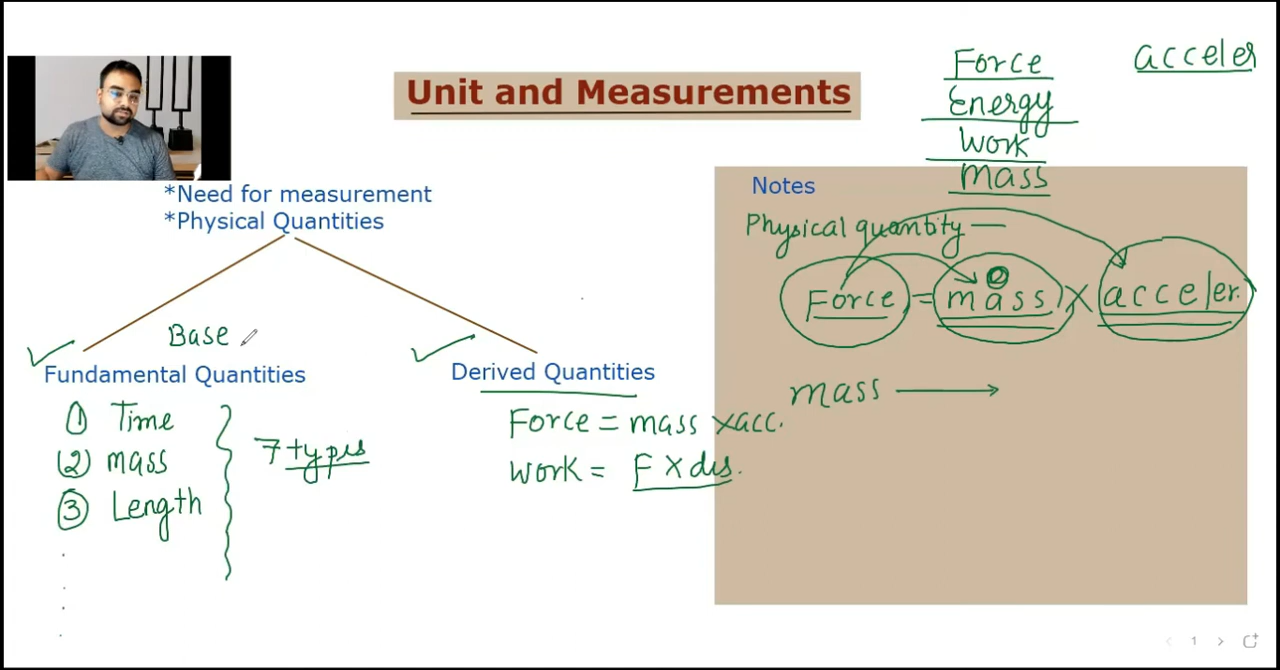 Force
acceler
Unit and Measurements
Energy
Work
Mass
*Need for measurement
*Physical Quantities
Notes
Physical quantity —
Force = mass × acceler.
Base
Fundamental Quantities
Derived Quantities
① Time
(2) mass
③ Length
7 types
Force = mass × acc.
work = F × dis.
mass →
1